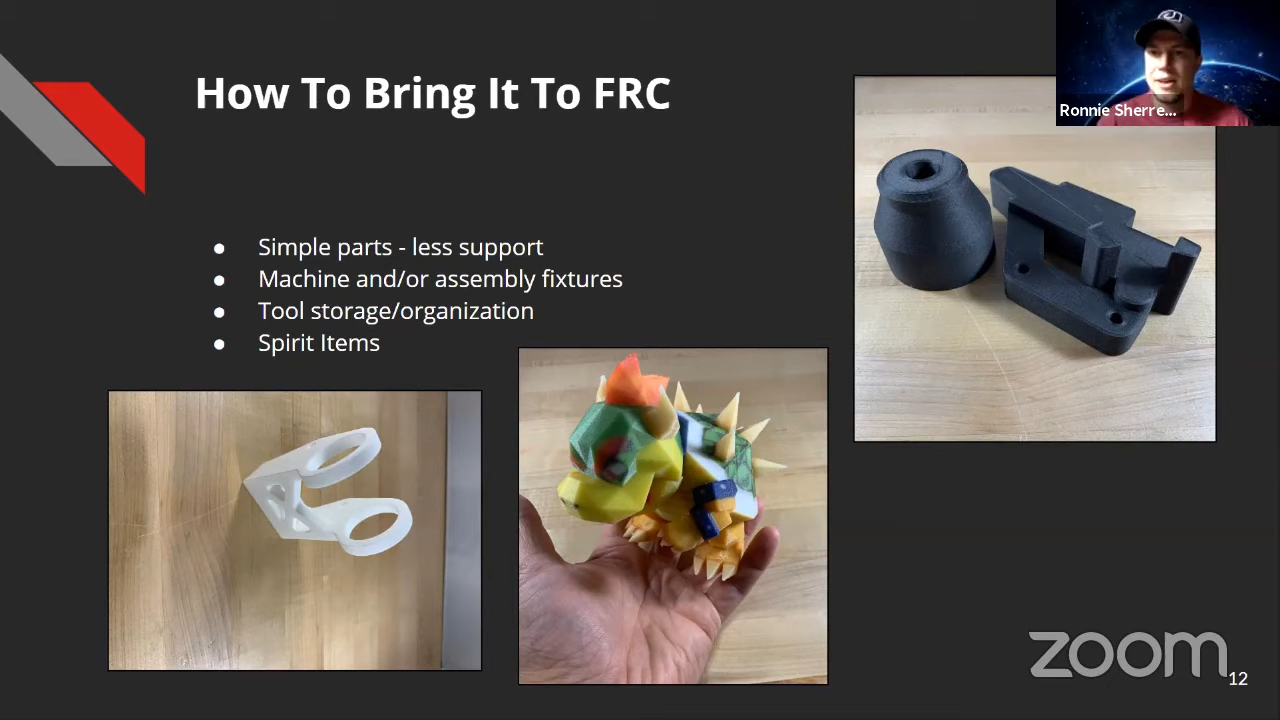 How To Bring It To FRC
Ronnie Sherre...
● Simple parts - less support
● Machine and/or assembly fixtures
● Tool storage/organization
● Spirit Items
zoom
12